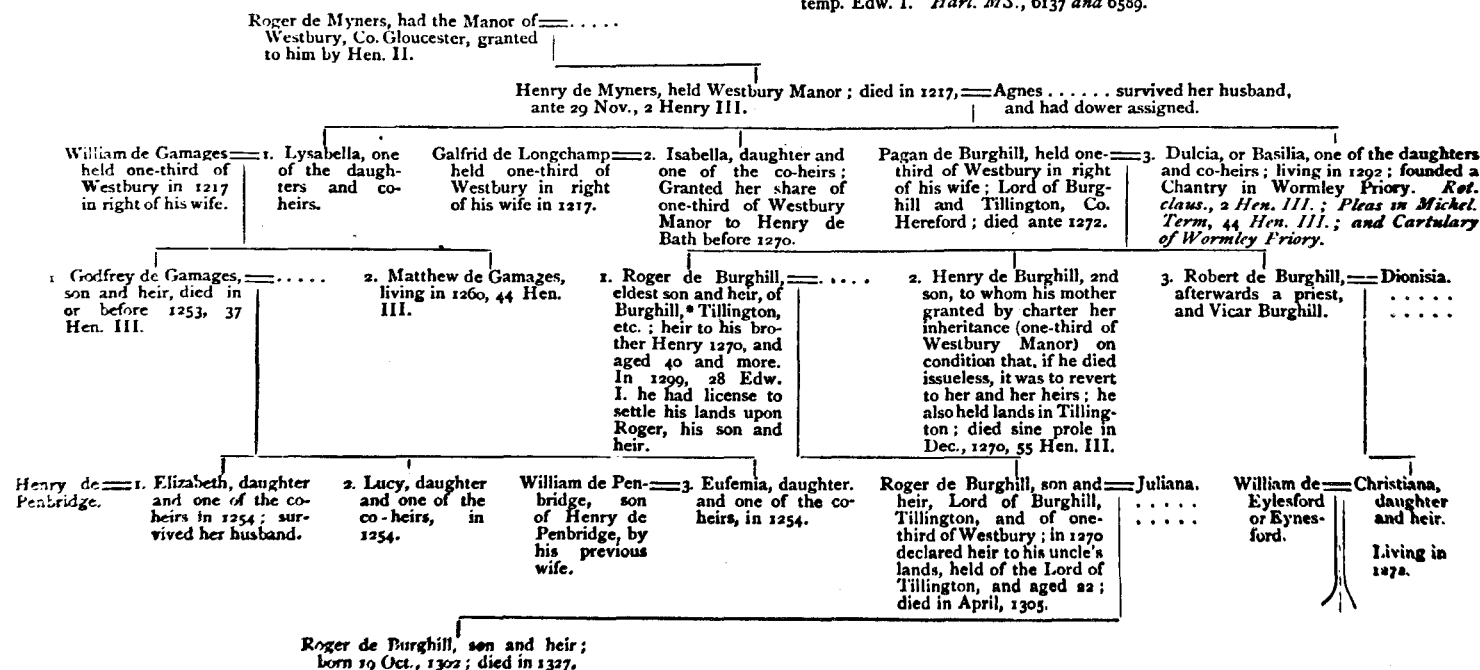 temp. Edw. I. Harl. MS., 6137 and 6589.
Roger de Myners, had the Manor of
Westbury, Co. Gloucester, granted
to him by Hen. II.
. . . . .
Henry de Myners, held Westbury Manor ; died in 1217,
ante 29 Nov., 2 Henry III.
Agnes . . . . . . survived her husband,
and had dower assigned.
William de Gamages
held one-third of
Westbury in 1217
in right of his wife.
1. Lysabella, one
of the daugh-
ters and co-
heirs.
Galfrid de Longchamp
held one-third of
Westbury in right
of his wife in 1217.
2. Isabella, daughter and
one of the co-heirs ;
Granted her share of
one-third of Westbury
Manor to Henry de
Bath before 1270.
Pagan de Burghill, held one-
third of Westbury in right
of his wife ; Lord of Burg-
hill and Tillington, Co.
Hereford ; died ante 1272.
3. Dulcia, or Basilia, one of the daughters
and co-heirs ; living in 1292 ; founded a
Chantry in Wormley Priory. Rot.
claus., 2 Hen. III. ; Pleas in Michel.
Term, 44 Hen. III. ; and Cartulary
of Wormley Priory.
1 Godfrey de Gamages,
son and heir, died in
or before 1253, 37
Hen. III.
. . . . .
2. Matthew de Gamages,
living in 1260, 44 Hen.
III.
1. Roger de Burghill,
eldest son and heir, of
Burghill,* Tillington,
etc. ; heir to his bro-
ther Henry 1270, and
aged 40 and more.
In 1299, 28 Edw.
I. he had license to
settle his lands upon
Roger, his son and
heir.
. . . . .
2. Henry de Burghill, 2nd
son, to whom his mother
granted by charter her
inheritance (one-third of
Westbury Manor) on
condition that, if he died
issueless, it was to revert
to her and her heirs ; he
also held lands in Tilling-
ton ; died sine prole in
Dec., 1270, 55 Hen. III.
3. Robert de Burghill,
afterwards a priest,
and Vicar Burghill.
Dionisia.
. . . . .
. . . . .
Henry de
Penbridge.
1. Elizabeth, daughter
and one of the co-
heirs in 1254 ; sur-
vived her husband.
2. Lucy, daughter
and one of the
co-heirs, in
1254.
William de Pen-
bridge, son
of Henry de
Penbridge, by
his previous
wife.
3. Eufemia, daughter.
and one of the co-
heirs, in 1254.
Roger de Burghill, son and
heir, Lord of Burghill,
Tillington, and of one-
third of Westbury ; in 1270
declared heir to his uncle's
lands, held of the Lord of
Tillington, and aged 22 ;
died in April, 1305.
Juliana.
. . . . .
. . . . .
William de
Eylesford
or Eynes-
ford.
Christiana,
daughter
and heir.
Living in
1272.
Roger de Burghill, son and heir ;
born 19 Oct., 1302 ; died in 1327.